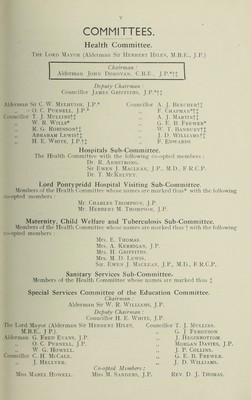 v
COMMITTEES.
Health Committee.
THE LORD MAYOR (Alderman SIR HERBERT HILEY, M.B.E., J.P.)
Chairman:
Alderman JOHN DONOVAN, C.B.E., J.P.*†‡
Deputy Chairman
Councillor JAMES GRIFFITHS, J.P.*†‡
Alderman SIR C. W. MELHUISH, J.P.*
" O. C. PURNELL, J.P.*
Councillor T. J. MULLINS†‡
" W. R. WILLS*
" R. G. ROBINSON†‡
" ABRAHAM LEWIS†‡
" H. E. WHITE, J.P.†‡
Councillor A. J. BERCHER†‡
" F. CHAPMAN*†‡
" A. J. MARTIN†‡
" G. E. B. FREWER*
" W. T. BANBURY†‡
" J. D. WILLIAMS†‡
" F. EDWARDS
Hospitals Sub-Committee.
The Health Committee with the following co-opted members:
DR. R. ARMSTRONG.
SIR EWEN J. MACLEAN, J.P., M.D., F.R.C.P.
DR. T. MCKELVEY.
Lord Pontypridd Hospital Visiting Sub-Committee.
Members of the Health Committee whose names are marked thus* with the following
co-opted members:
MR. CHARLES THOMPSON, J.P.
MR. HERBERT M. THOMPSON, J.P.
Maternity, Child Welfare and Tuberculosis Sub-Committee.
Members of the Health Committee whose names are marked thus † with the following
co-opted members:
MRS. E. THOMAS.
MRS. A. KERRIGAN, J.P.
MRS. H. GRIFFITHS.
MRS. M. D. LEWIS.
SIR EWEN J. MACLEAN, J.P., M.D., F.R.C.P.
Sanitary Services Sub-Committee.
Members of the Health Committee whose names are marked thus ‡
Special Services Committee of the Education Committee.
Chairman:
Alderman SIR W. R. WILLIAMS, J.P.
Deputy Chairman:
Councillor H. E. WHITE, J.P.
The Lord Mayor (Alderman SIR HERBERT HILEY,
M.B.E., J.P.)
Alderman G. FRED EVANS, J.P.
" O. C. PURNELL, J.P.
" W. G. HOWELL.
Councillor C. H. MCCALE.
" J. HELLYER.
Councillor T. J. MULLINS.
" G. J. FERGUSON
" J. HEGINBOTTOM
" MORGAN DAVIES, J.P.
" J. P. COLLINS.
" G. E. B. FREWER.
" J. D. WILLIAMS.
Co-opted Members:
MISS MABEL HOWELL.
MISS M. SANDERS, J.P.
REV. D. J. THOMAS.